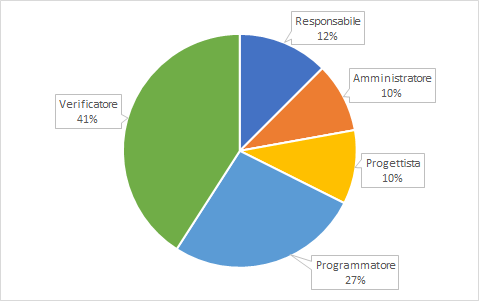 Responsabile
12%
Amministratore
10%
Progettista
10%
Programmatore
27%
Verificatore
41%